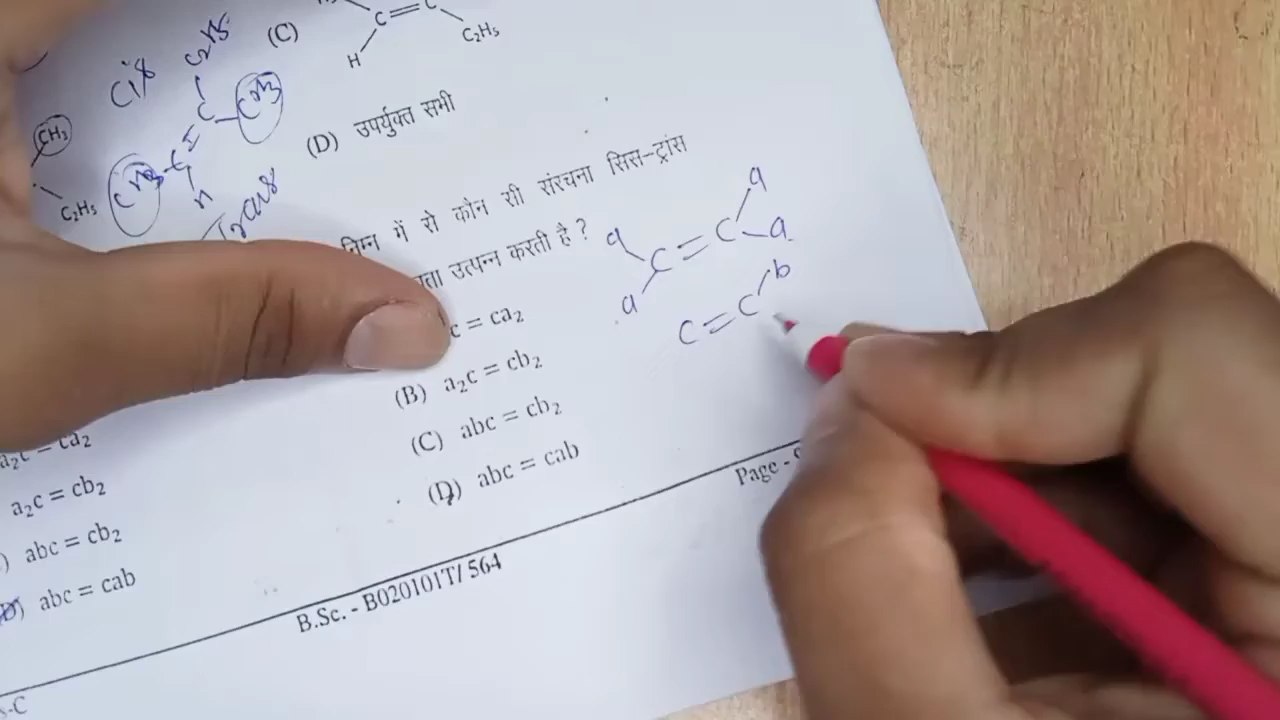 Cis
C2H5
C
CH3
C
H
Trans
CH3
C₂H₅
(C)
C=C
H
C₂H₅
(D) उपर्युक्त सभी
में से कौन सी संरचना सिस-ट्रांस
उत्पन्न करती है ?
c = ca₂
(B) a₂c = cb₂
(C) abc = cb₂
(D) abc = cab
a a
C=C
a a
b
C=C
a₂c = ca₂
a₂c = cb₂
) abc = cb₂
abc = cab
Page -
B.Sc. - B020101T/ 564